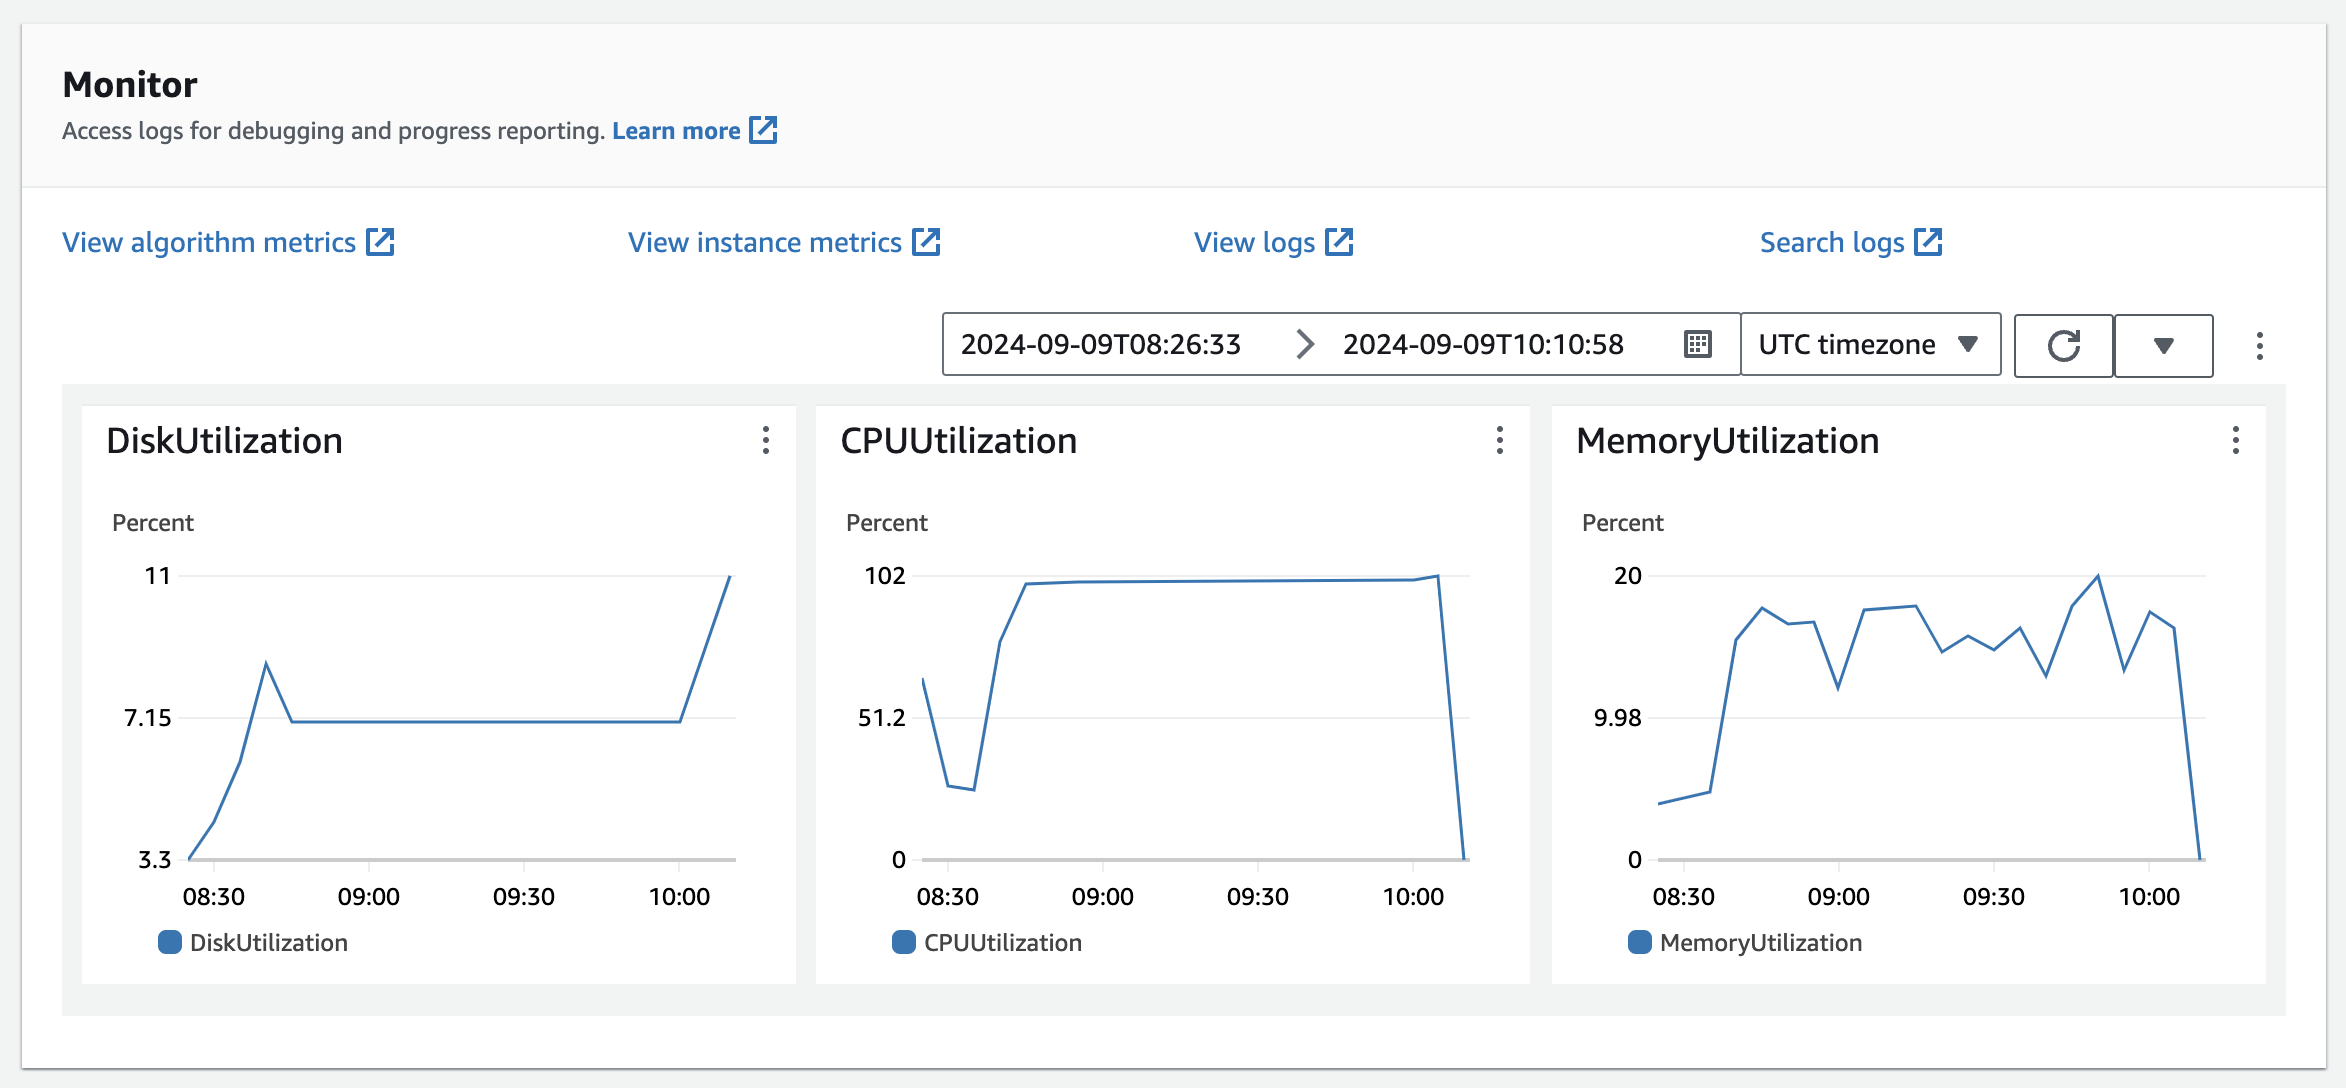 Monitor
Access logs for debugging and progress reporting. Learn more
View algorithm metrics
View instance metrics
View logs
Search logs
2024-09-09T08:26:33
2024-09-09T10:10:58
UTC timezone
DiskUtilization
Percent
11
7.15
3.3
08:30 09:00 09:30 10:00
DiskUtilization
CPUUtilization
Percent
102
51.2
0
08:30 09:00 09:30 10:00
CPUUtilization
MemoryUtilization
Percent
20
9.98
0
08:30 09:00 09:30 10:00
MemoryUtilization